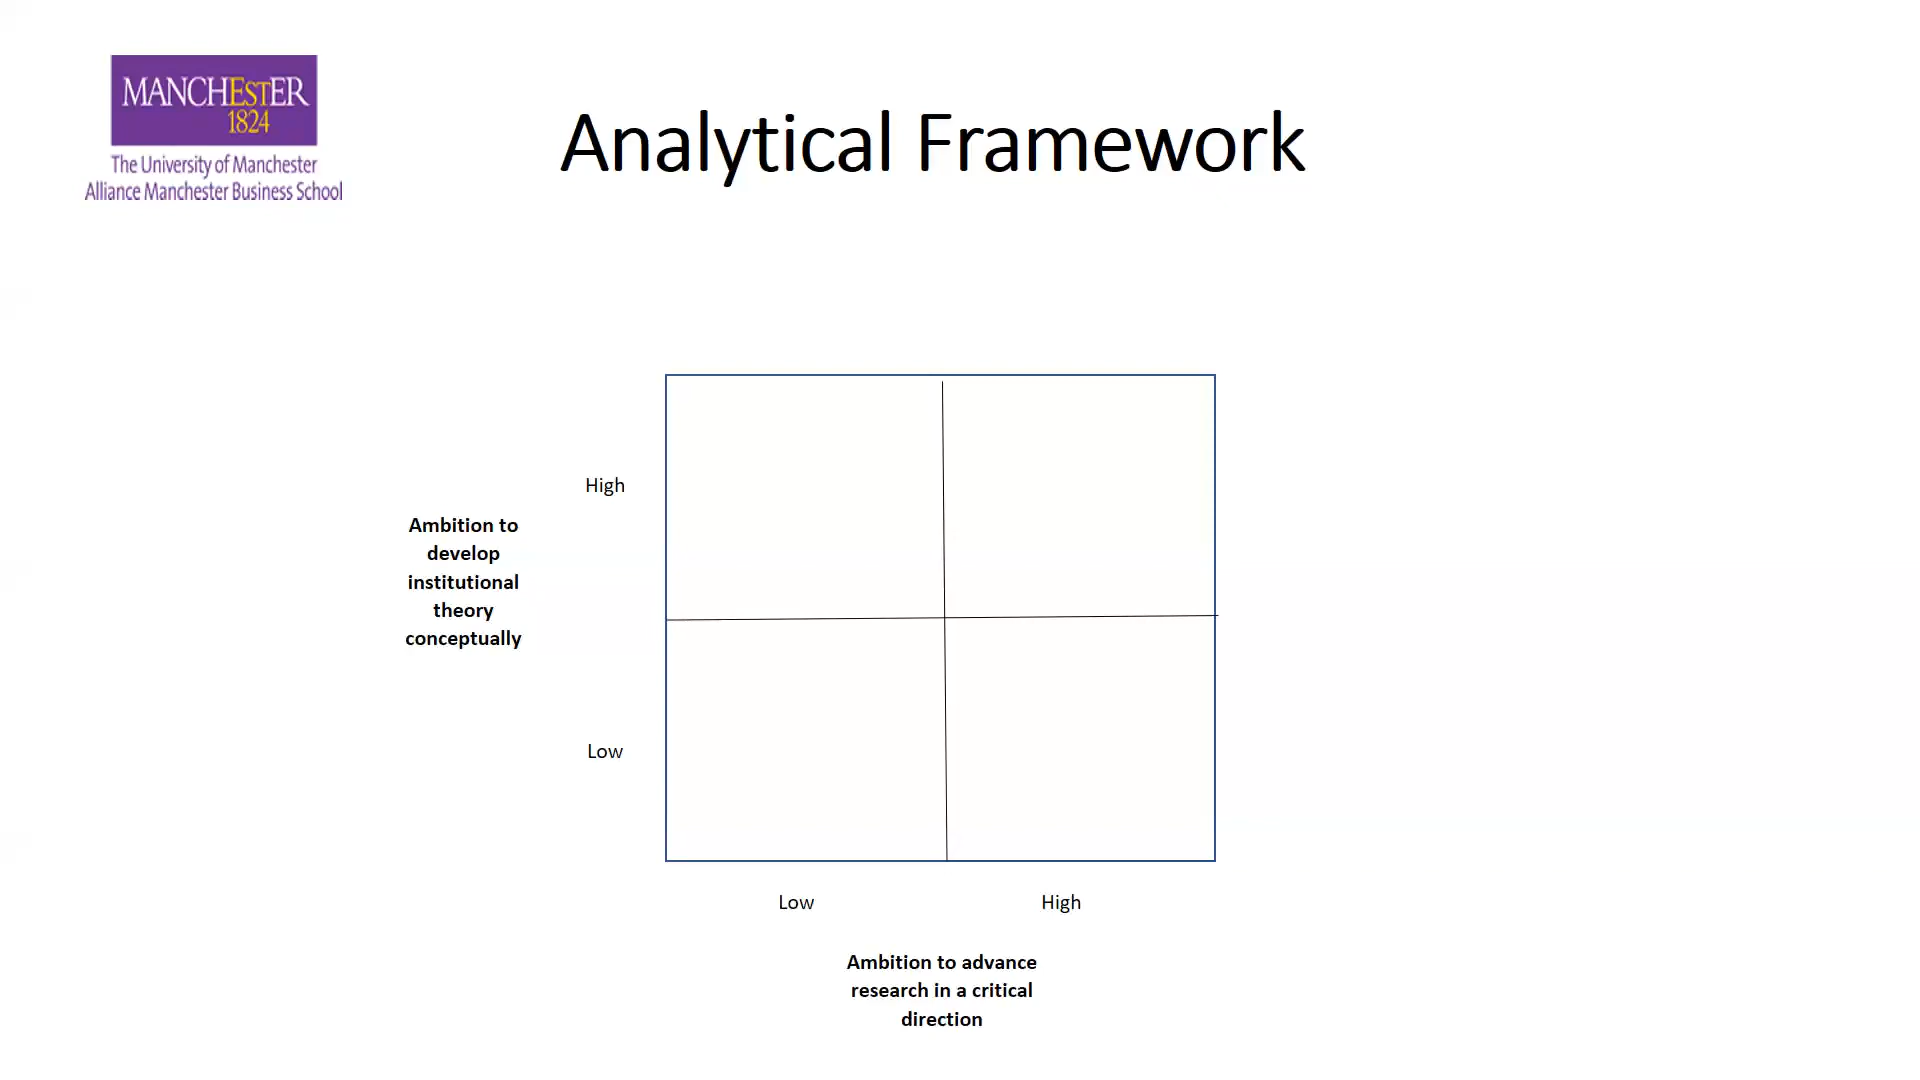 MANCHESTER
1824
The University of Manchester
Alliance Manchester Business School
Analytical Framework
High
Ambition to
develop
institutional
theory
conceptually
Low
Low High
Ambition to advance
research in a critical
direction